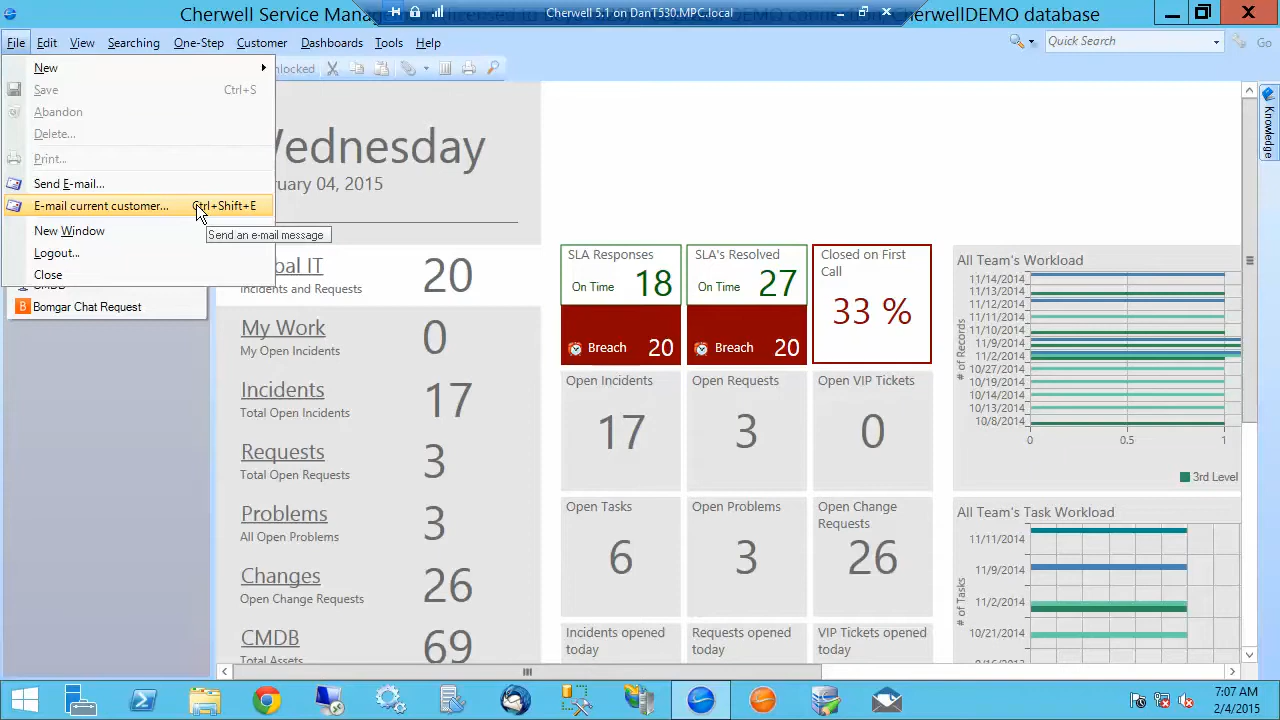 Cherwell Service Mana
Cherwell 5.1 on DanT530.MPC.local
DEMO
CherwellDEMO database
File Edit View Searching One-Step Customer Dashboards Tools Help
Quick Search
Go
New
Save Ctrl+S
Abandon
Delete...
Print...
Send E-mail...
E-mail current customer... Ctrl+Shift+E
Send an e-mail message
New Window
Logout...
Close
Bomgar Chat Request
nlocked
Knowledge
ednesday
uary 04, 2015
bal IT 20
Incidents and Requests
My Work 0
My Open Incidents
Incidents 17
Total Open Incidents
Requests 3
Total Open Requests
Problems 3
All Open Problems
Changes 26
Open Change Requests
CMDB 69
Total Assets
SLA Responses
On Time 18
Breach 20
SLA's Resolved
On Time 27
Breach 20
Closed on First
Call
33 %
Open Incidents
17
Open Requests
3
Open VIP Tickets
0
Open Tasks
6
Open Problems
3
Open Change
Requests
26
Incidents opened
today
Requests opened
today
VIP Tickets opened
today
All Team's Workload
# of Records
11/14/2014
11/13/2014
11/12/2014
11/11/2014
11/10/2014
11/9/2014
11/2/2014
10/27/2014
10/19/2014
10/14/2014
10/13/2014
10/8/2014
0 0.5 1
3rd Level
All Team's Task Workload
# of Tasks
11/11/2014
11/9/2014
11/2/2014
10/21/2014
7:07 AM
2/4/2015